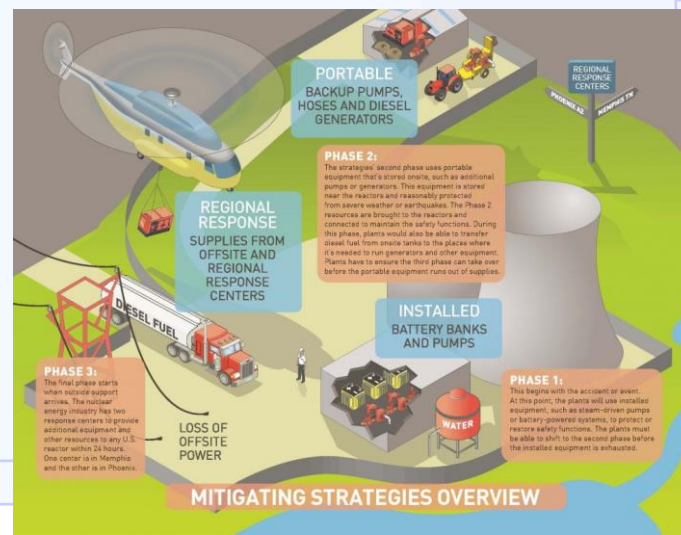 PORTABLE
BACKUP PUMPS,
HOSES AND DIESEL
GENERATORS
REGIONAL
RESPONSE
CENTERS
PHOENIX AZ
MEMPHIS TN
PHASE 2:
The strategies' second phase uses portable
equipment that's stored onsite, such as additional
pumps or generators. This equipment is stored
near the reactors and reasonably protected
from severe weather or earthquakes. The Phase 2
resources are brought to the reactors and
connected to maintain the safety functions. During
this phase, plants would also be able to transfer
diesel fuel from onsite tanks to the places where
it's needed to run generators and other equipment.
Plants have to ensure the third phase can take over
before the portable equipment runs out of supplies.
REGIONAL
RESPONSE
SUPPLIES FROM
OFFSITE AND
REGIONAL
RESPONSE
CENTERS
DIESEL FUEL
INSTALLED
BATTERY BANKS
AND PUMPS
PHASE 3:
The final phase starts
when outside support
arrives. The nuclear
energy industry has two
response centers to provide
additional equipment and
other resources to any U.S.
reactor within 24 hours.
One center is in Memphis
and the other is in Phoenix.
LOSS OF
OFFSITE
POWER
WATER
PHASE 1:
This begins with the accident or event.
At this point, the plants will use installed
equipment, such as steam-driven pumps
or battery-powered systems, to protect or
restore safety functions. The plants must
be able to shift to the second phase before
the installed equipment is exhausted.
MITIGATING STRATEGIES OVERVIEW